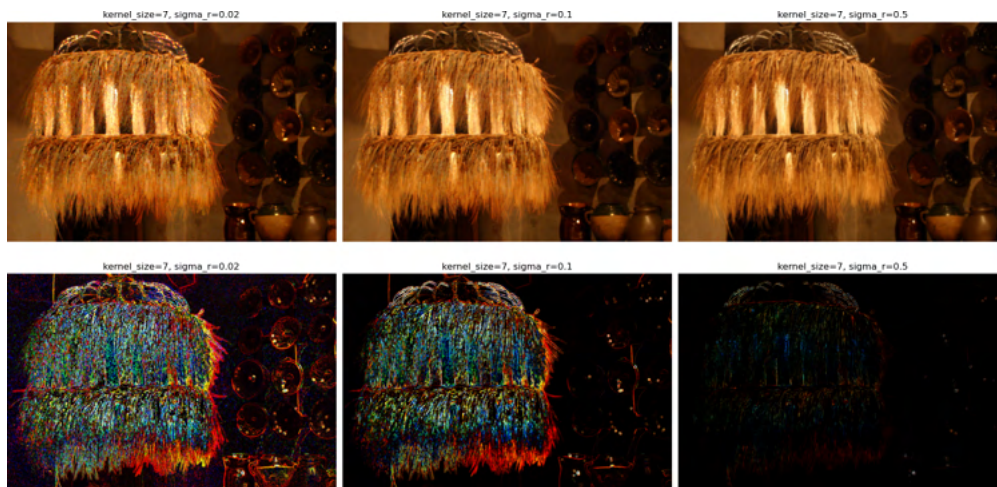 kernel_size=7, sigma_r=0.02
kernel_size=7, sigma_r=0.1
kernel_size=7, sigma_r=0.5
kernel_size=7, sigma_r=0.02
kernel_size=7, sigma_r=0.1
kernel_size=7, sigma_r=0.5